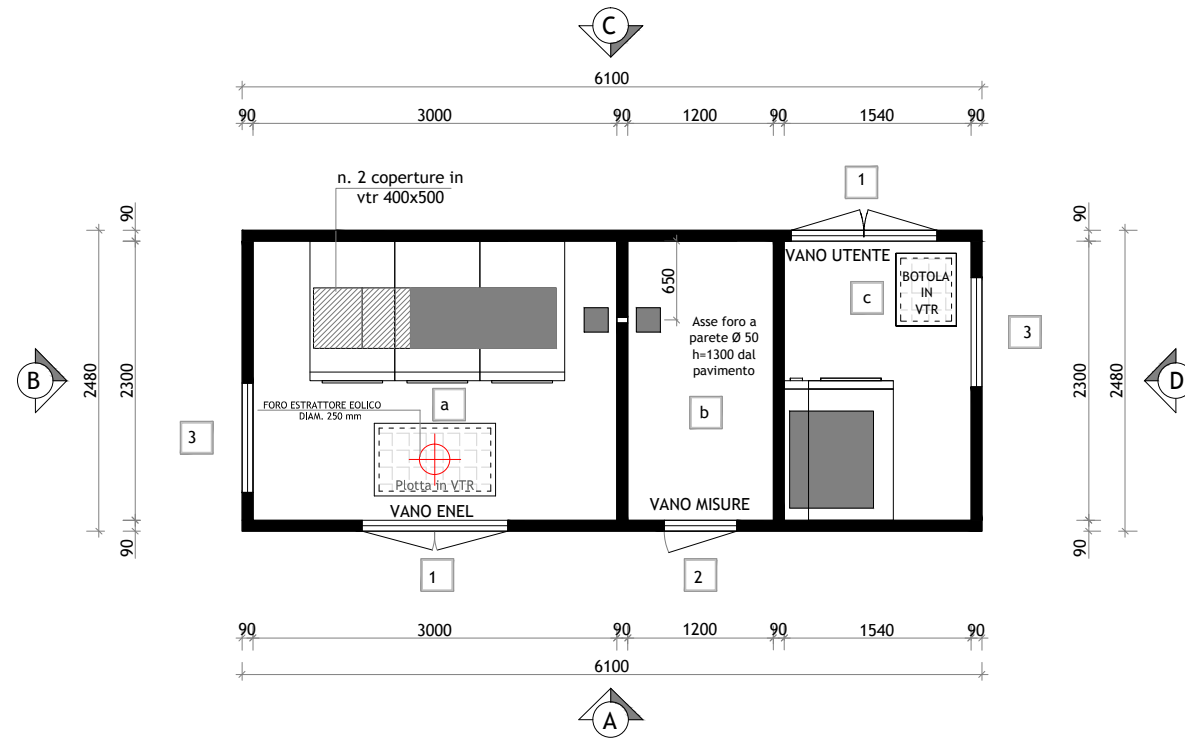 C
6100
90
3000
90
1200
90
1540
90
n. 2 coperture in
vtr 400x500
1
90
2480
2300
90
650
VANO UTENTE
BOTOLA
IN
VTR
c
90
2300
2480
90
Asse foro a
parete Ø 50
h=1300 dal
pavimento
3
B
D
a
b
FORO ESTRATTORE EOLICO
DIAM. 250 mm
3
Plotta in VTR
VANO ENEL
VANO MISURE
1
2
90
3000
90
1200
90
1540
90
6100
A